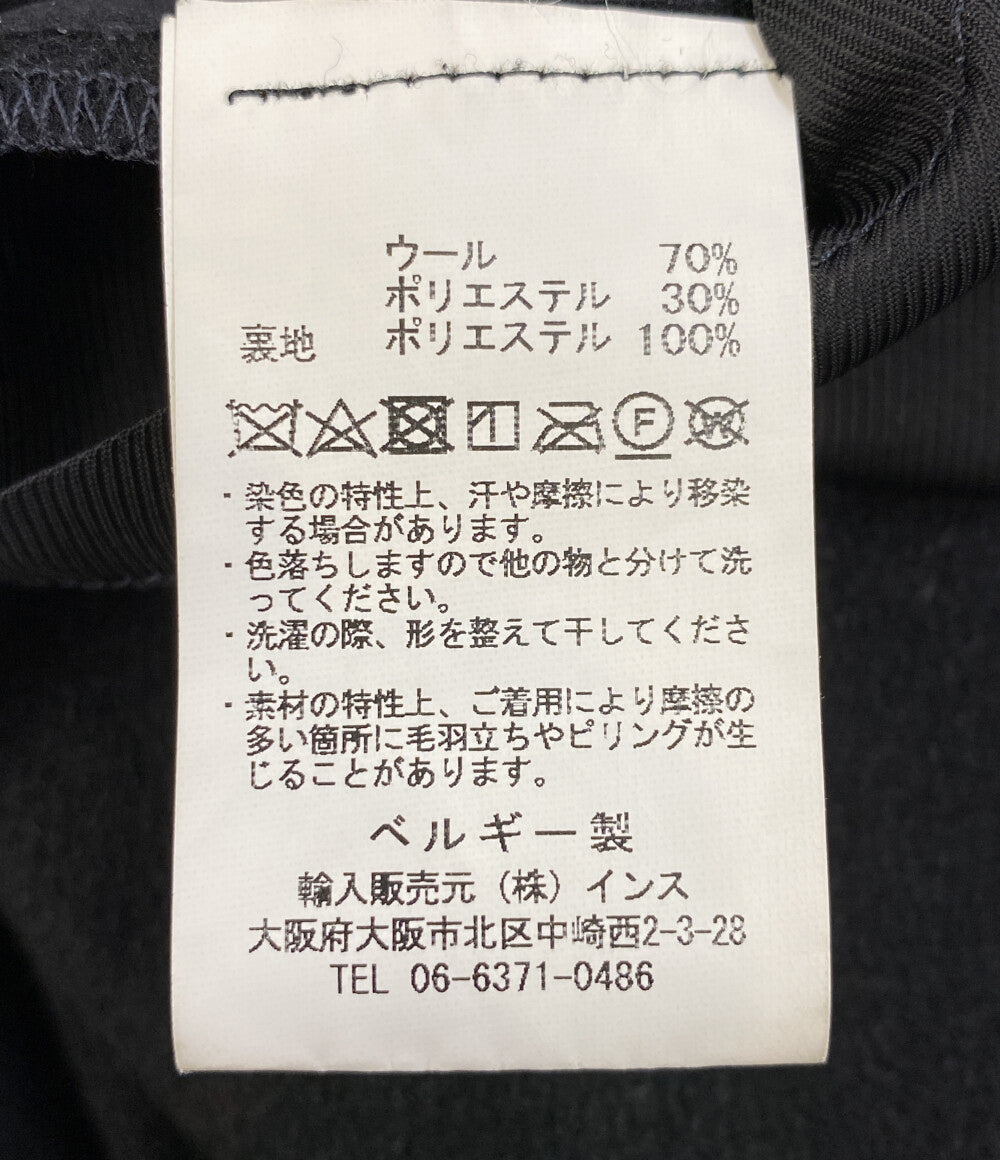 ウール 70%
ポリエステル 30%
裏地 ポリエステル 100%
F W
・染色の特性上、汗や摩擦により移染
する場合があります。
・色落ちしますので他の物と分けて洗
ってください。
・洗濯の際、形を整えて干してくださ
い。
・素材の特性上、ご着用により摩擦の
多い箇所に毛羽立ちやピリングが生
じることがあります。
ベルギー製
輸入販売元（株）インス
大阪府大阪市北区中崎西2-3-28
TEL 06-6371-0486